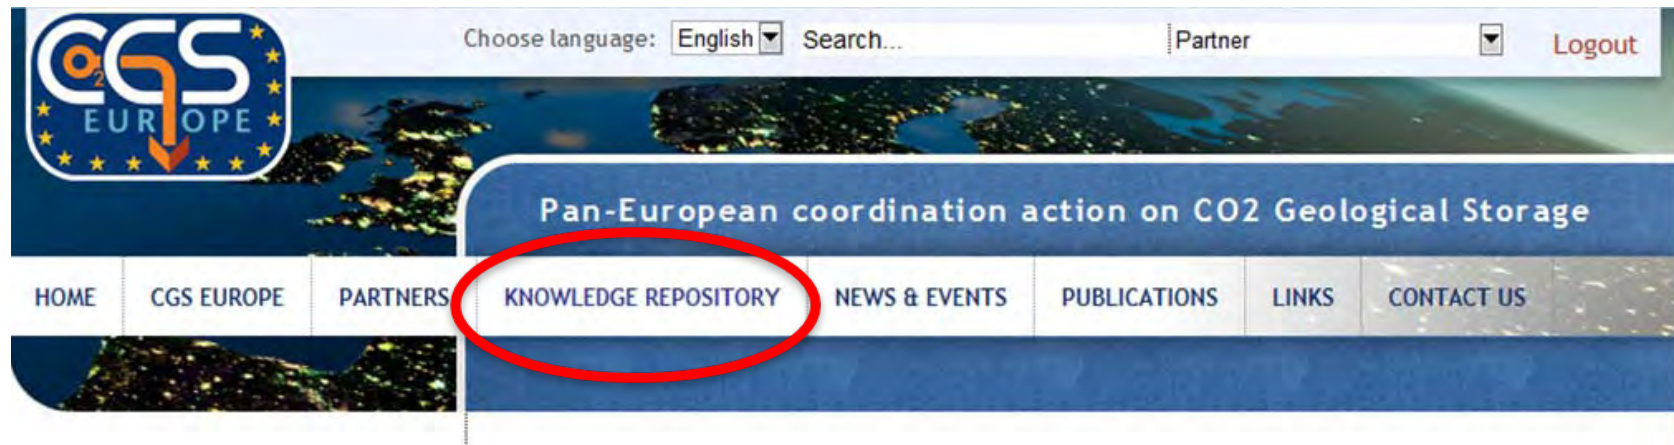 CO2GS
EUROPE
Choose language: English Search... Partner Logout
Pan-European coordination action on CO2 Geological Storage
HOME CGS EUROPE PARTNERS KNOWLEDGE REPOSITORY NEWS & EVENTS PUBLICATIONS LINKS CONTACT US